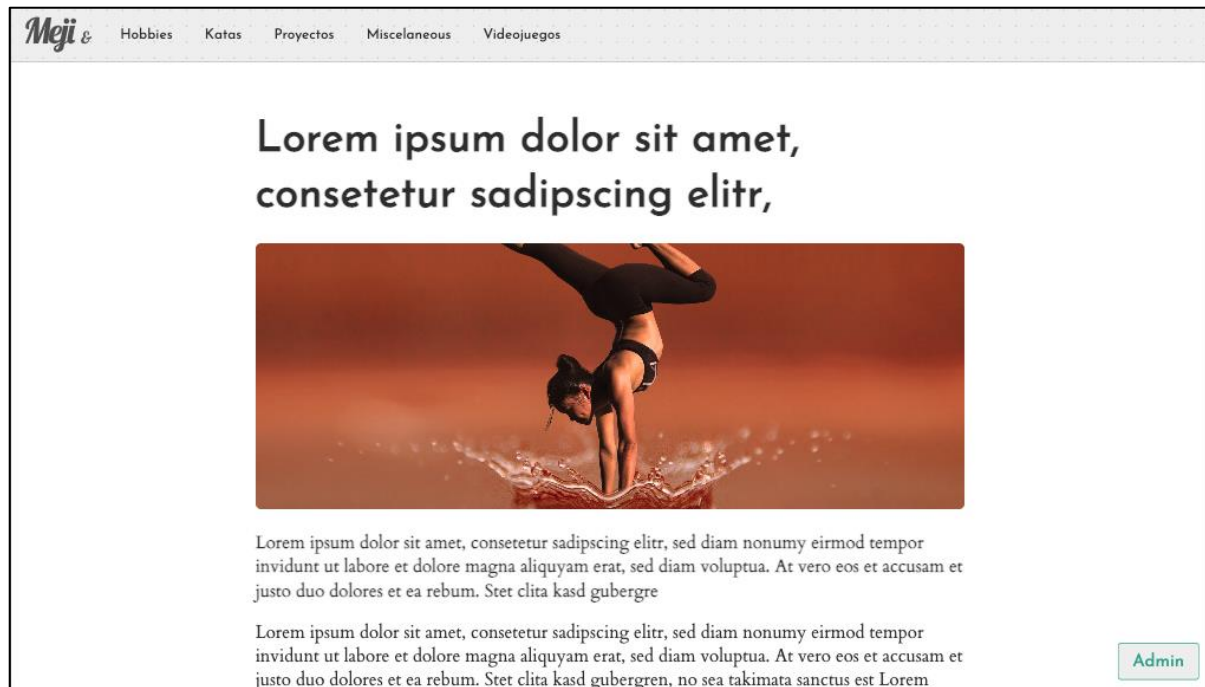 Meji & Hobbies Katas Proyectos Miscelaneous Videojuegos
Lorem ipsum dolor sit amet,
consetetur sadipscing elitr,
Lorem ipsum dolor sit amet, consetetur sadipscing elitr, sed diam nonumy eirmod tempor
invidunt ut labore et dolore magna aliquyam erat, sed diam voluptua. At vero eos et accusam et
justo duo dolores et ea rebum. Stet clita kasd gubergre
Lorem ipsum dolor sit amet, consetetur sadipscing elitr, sed diam nonumy eirmod tempor
invidunt ut labore et dolore magna aliquyam erat, sed diam voluptua. At vero eos et accusam et
justo duo dolores et ea rebum. Stet clita kasd gubergren, no sea takimata sanctus est Lorem
Admin